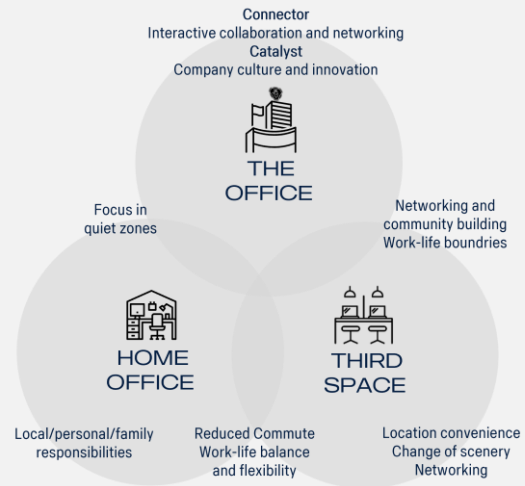 Connector
Interactive collaboration and networking
Catalyst
Company culture and innovation
THE
OFFICE
Focus in
quiet zones
Networking and
community building
Work-life boundries
HOME
OFFICE
THIRD
SPACE
Local/personal/family
responsibilities
Reduced Commute
Work-life balance
and flexibility
Location convenience
Change of scenery
Networking